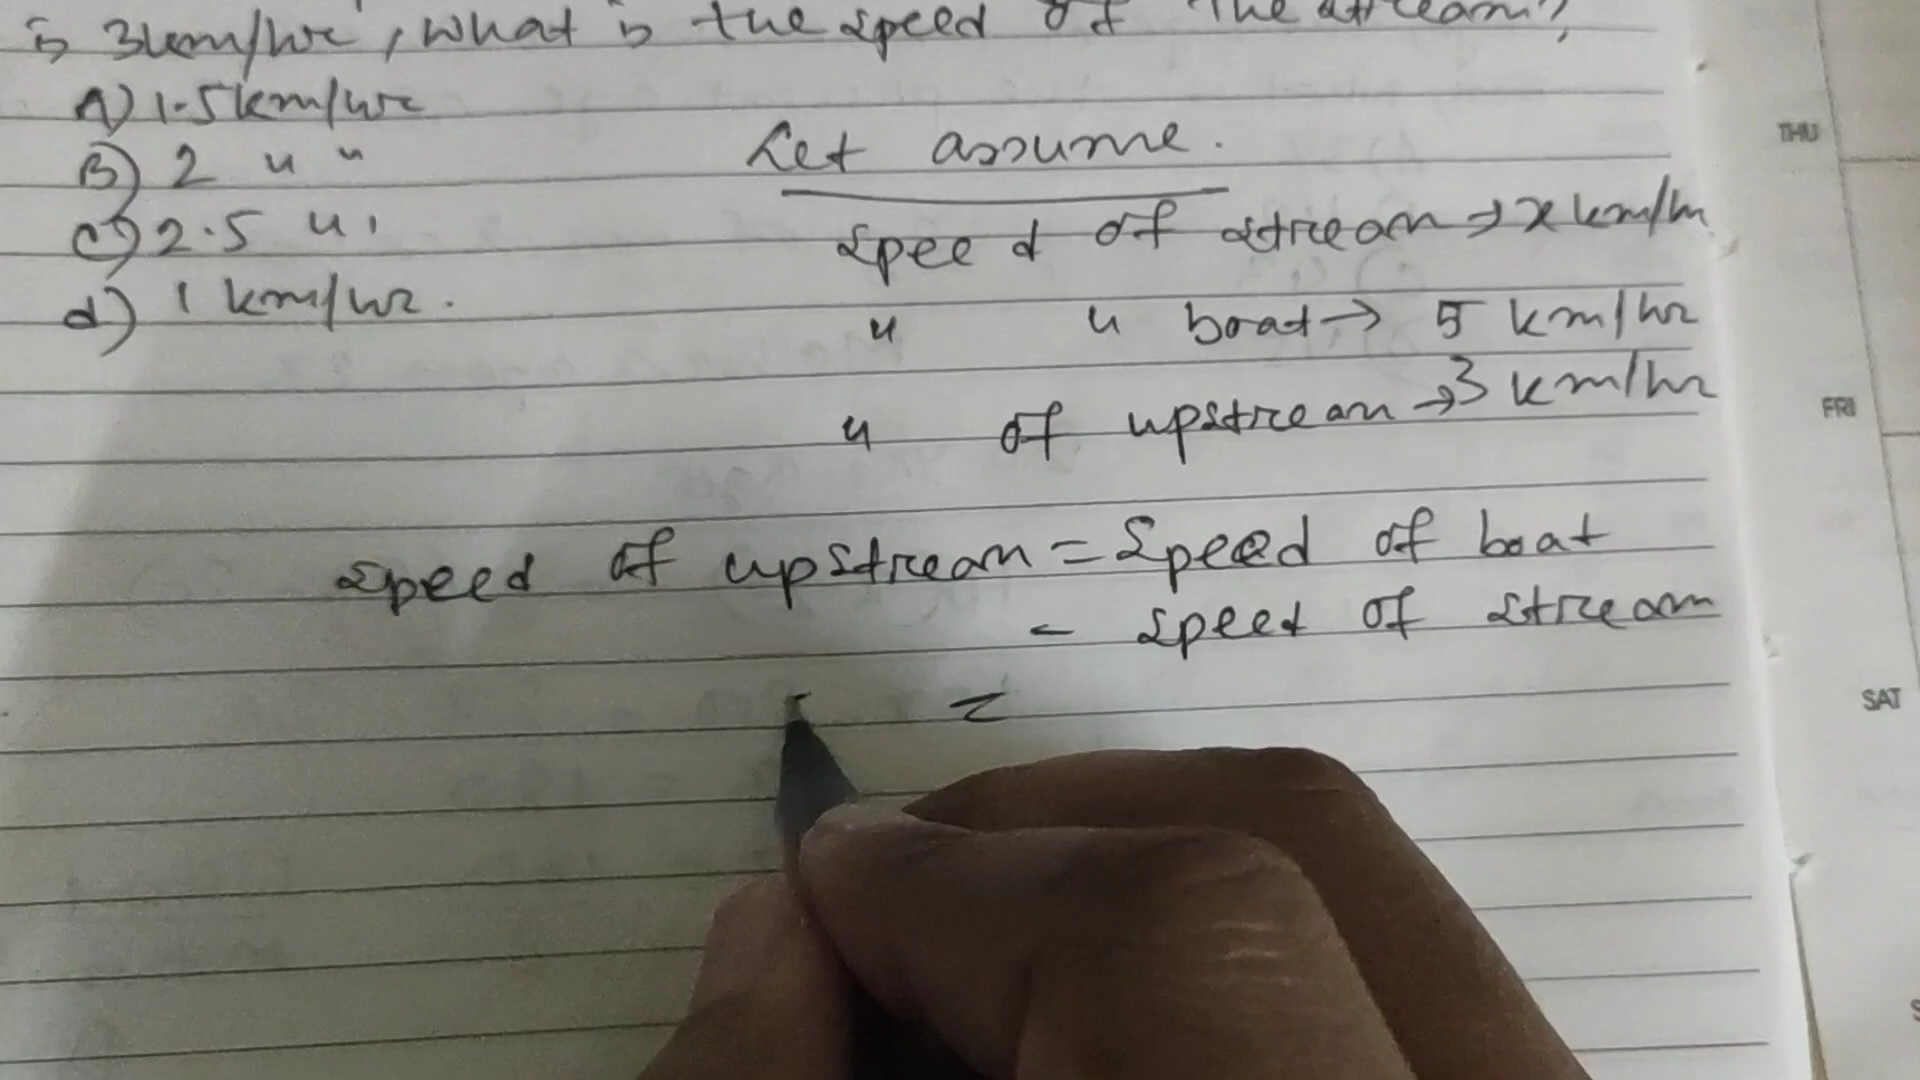 is 3km/hr, what is the speed of the stream?
A) 1.5km/hr
B) 2 " "
C) 2.5 " "
d) 1 km/hr.
Let assume.
speed of stream → x km/hr
" " boat → 5 km/hr
" of upstream → 3 km/hr
speed of upstream = speed of boat
- speed of stream
=
THU
FRI
SAT
S